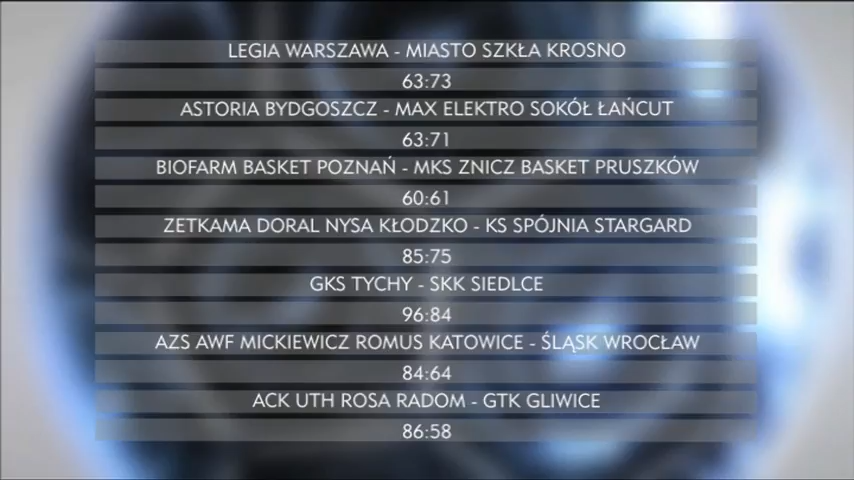 LEGIA WARSZAWA - MIASTO SZKŁA KROSNO
63:73
ASTORIA BYDGOSZCZ - MAX ELEKTRO SOKÓŁ ŁAŃCUT
63:71
BIOFARM BASKET POZNAŃ - MKS ZNICZ BASKET PRUSZKÓW
60:61
ZETKAMA DORAL NYSA KŁODZKO - KS SPÓJNIA STARGARD
85:75
GKS TYCHY - SKK SIEDLCE
96:84
AZS AWF MICKIEWICZ ROMUS KATOWICE - ŚLĄSK WROCŁAW
84:64
ACK UTH ROSA RADOM - GTK GLIWICE
86:58